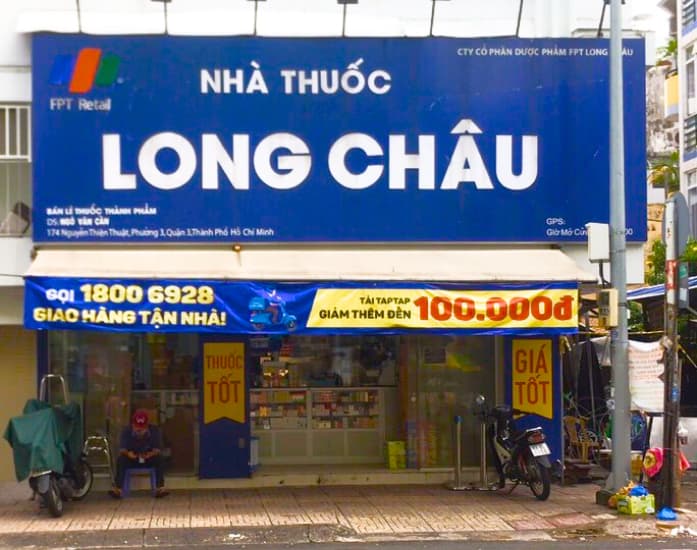 CTY CỔ PHẦN DƯỢC PHẨM FPT LONG CHÂU
NHÀ THUỐC
FPT Retail
LONG CHÂU
BÁN LẺ THUỐC THÀNH PHẨM
DS: NGÔ VĂN CẦN
174 Nguyễn Thiện Thuật, Phường 3, Quận 3,Thành Phố Hồ Chí Minh
GPS:
Giờ Mở
GỌI 1800 6928
GIAO HÀNG TẬN NHÀ!
TẢI TAPTAP
GIẢM THÊM ĐẾN 100.000đ
THUỐC
TỐT
GIÁ
TỐT